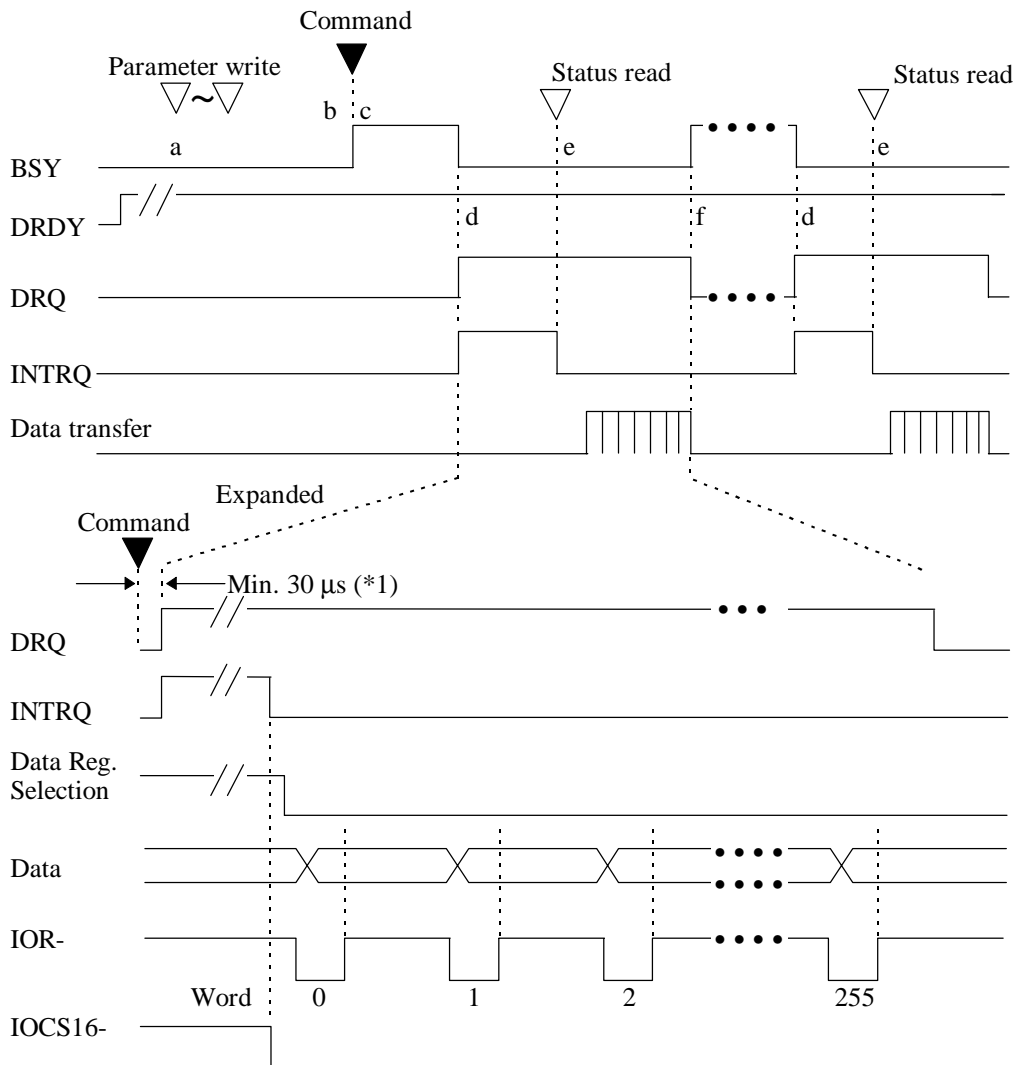 Command
Parameter write
Status read
Status read
~
b c
a
e
e
BSY
d
f
d
DRDY
DRQ
INTRQ
Data transfer
Expanded
Command
Min. 30 μs (*1)
DRQ
INTRQ
Data Reg.
Selection
Data
IOR-
Word 0 1 2 255
IOCS16-